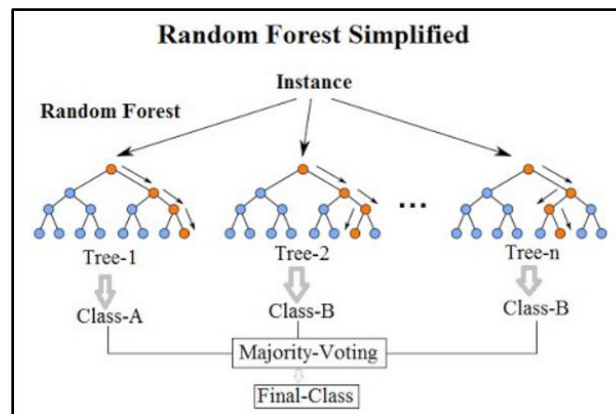 Random Forest Simplified
Instance
Random Forest
...
Tree-1 Tree-2 Tree-n
Class-A Class-B Class-B
Majority-Voting
Final-Class